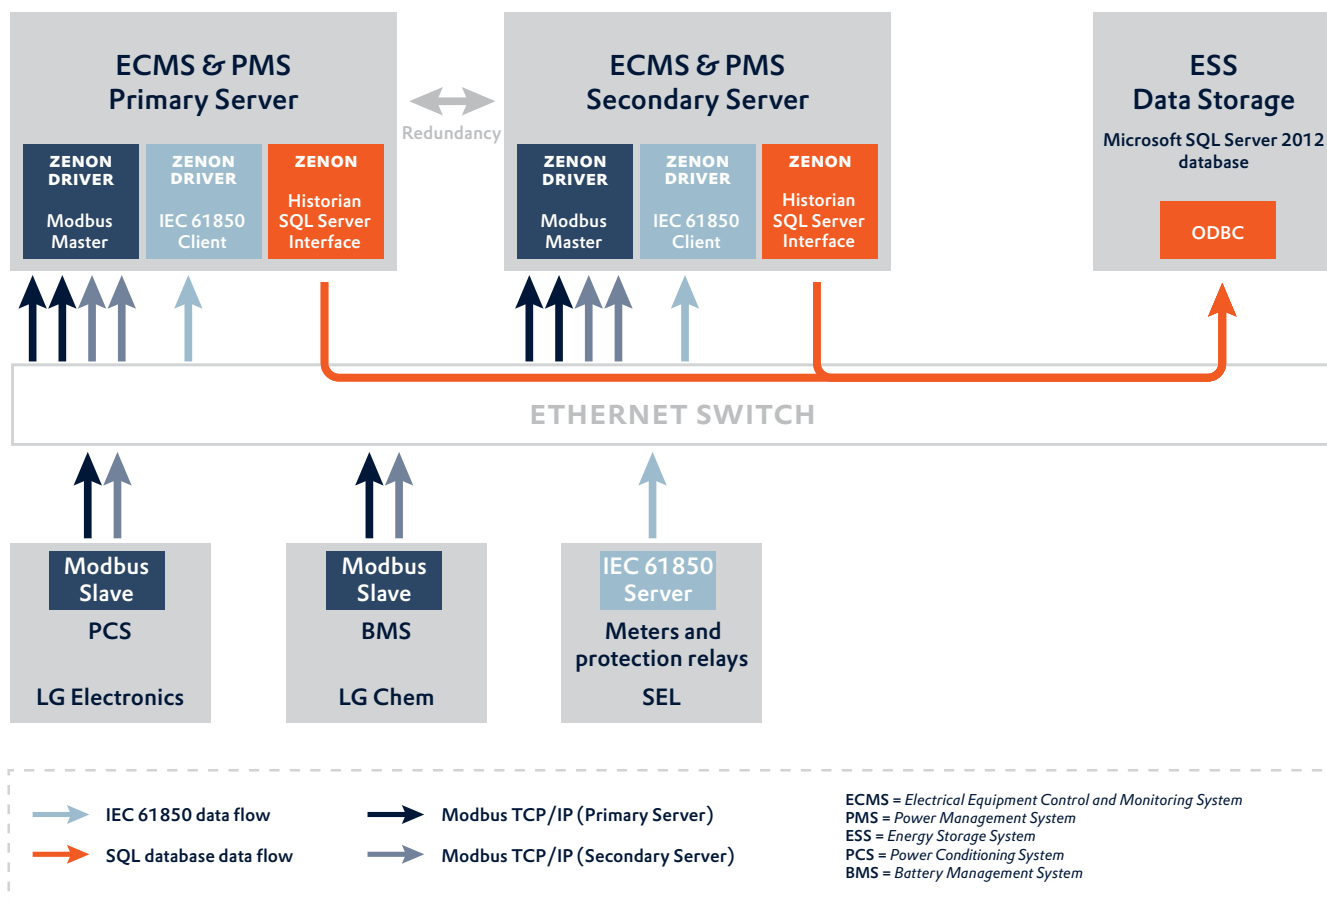 ECMS & PMS
Primary Server
ZENON
DRIVER
Modbus
Master
ZENON
DRIVER
IEC 61850
Client
ZENON
Historian
SQL Server
Interface
Redundancy
ECMS & PMS
Secondary Server
ZENON
DRIVER
Modbus
Master
ZENON
DRIVER
IEC 61850
Client
ZENON
Historian
SQL Server
Interface
ESS
Data Storage
Microsoft SQL Server 2012
database
ODBC
ETHERNET SWITCH
Modbus
Slave
PCS
LG Electronics
Modbus
Slave
BMS
LG Chem
IEC 61850
Server
Meters and
protection relays
SEL
IEC 61850 data flow
SQL database data flow
Modbus TCP/IP (Primary Server)
Modbus TCP/IP (Secondary Server)
ECMS = Electrical Equipment Control and Monitoring System
PMS = Power Management System
ESS = Energy Storage System
PCS = Power Conditioning System
BMS = Battery Management System